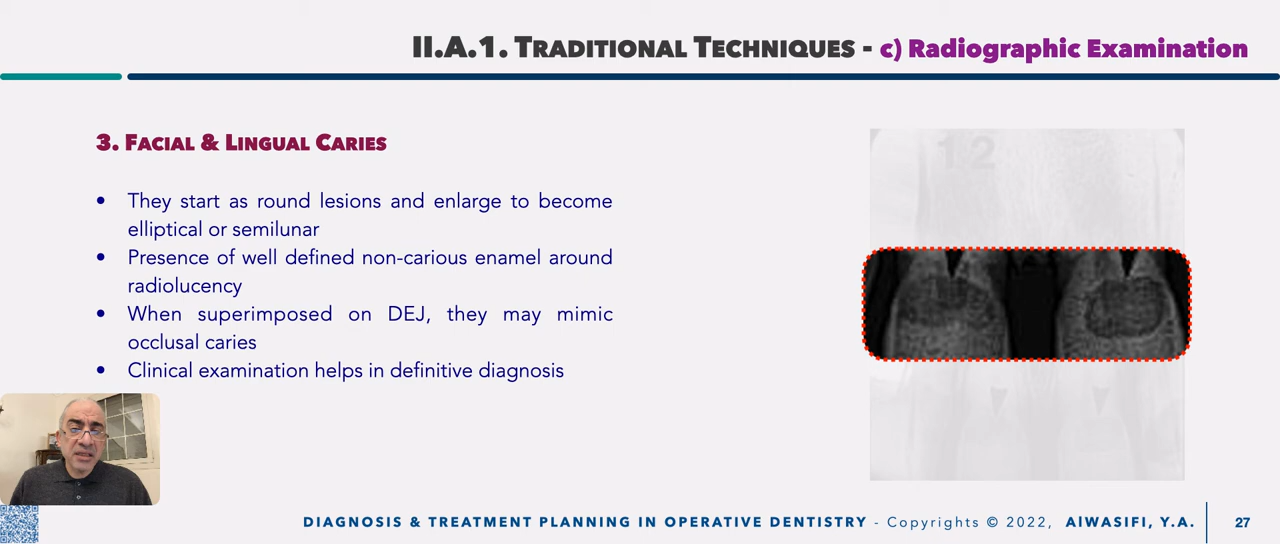 II.A.1. TRADITIONAL TECHNIQUES - c) Radiographic Examination
3. FACIAL & LINGUAL CARIES
• They start as round lesions and enlarge to become
elliptical or semilunar
• Presence of well defined non-carious enamel around
radiolucency
• When superimposed on DEJ, they may mimic
occlusal caries
• Clinical examination helps in definitive diagnosis
12
DIAGNOSIS & TREATMENT PLANNING IN OPERATIVE DENTISTRY - Copyrights © 2022, AlWASIFI, Y.A. 27